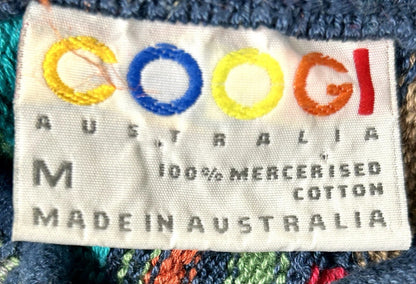 COOGI
AUSTRALIA
M
100% MERCERISED
COTTON
MADE IN AUSTRALIA